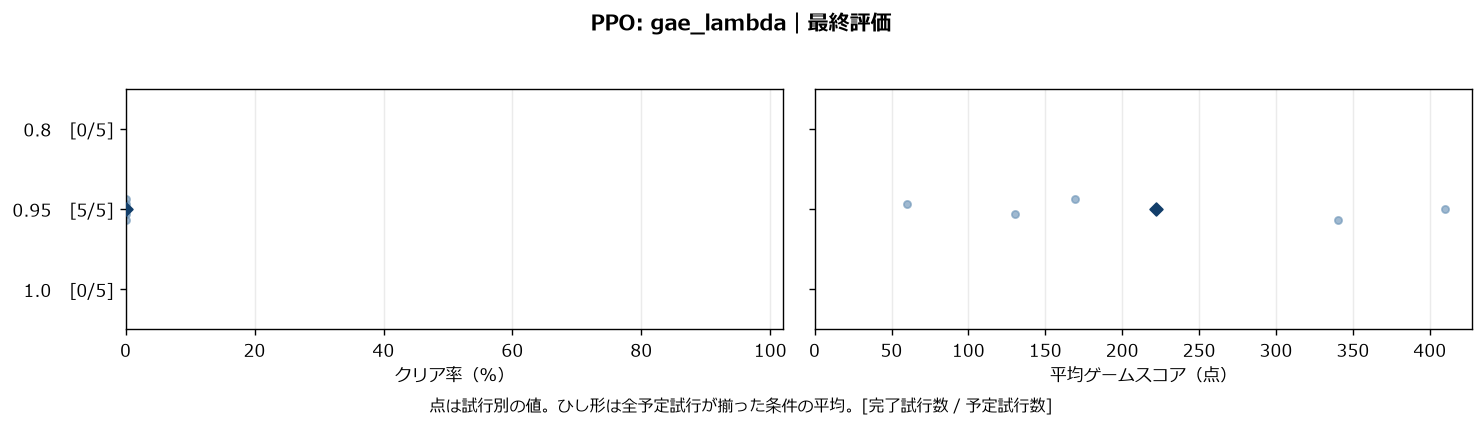 PPO: gae_lambda｜最終評価
0.8 [0/5]
0.95 [5/5]
1.0 [0/5]
0 20 40 60 80 100
クリア率（%）
0 50 100 150 200 250 300 350 400
平均ゲームスコア（点）
点は試行別の値。ひし形は全予定試行が揃った条件の平均。[完了試行数 / 予定試行数]